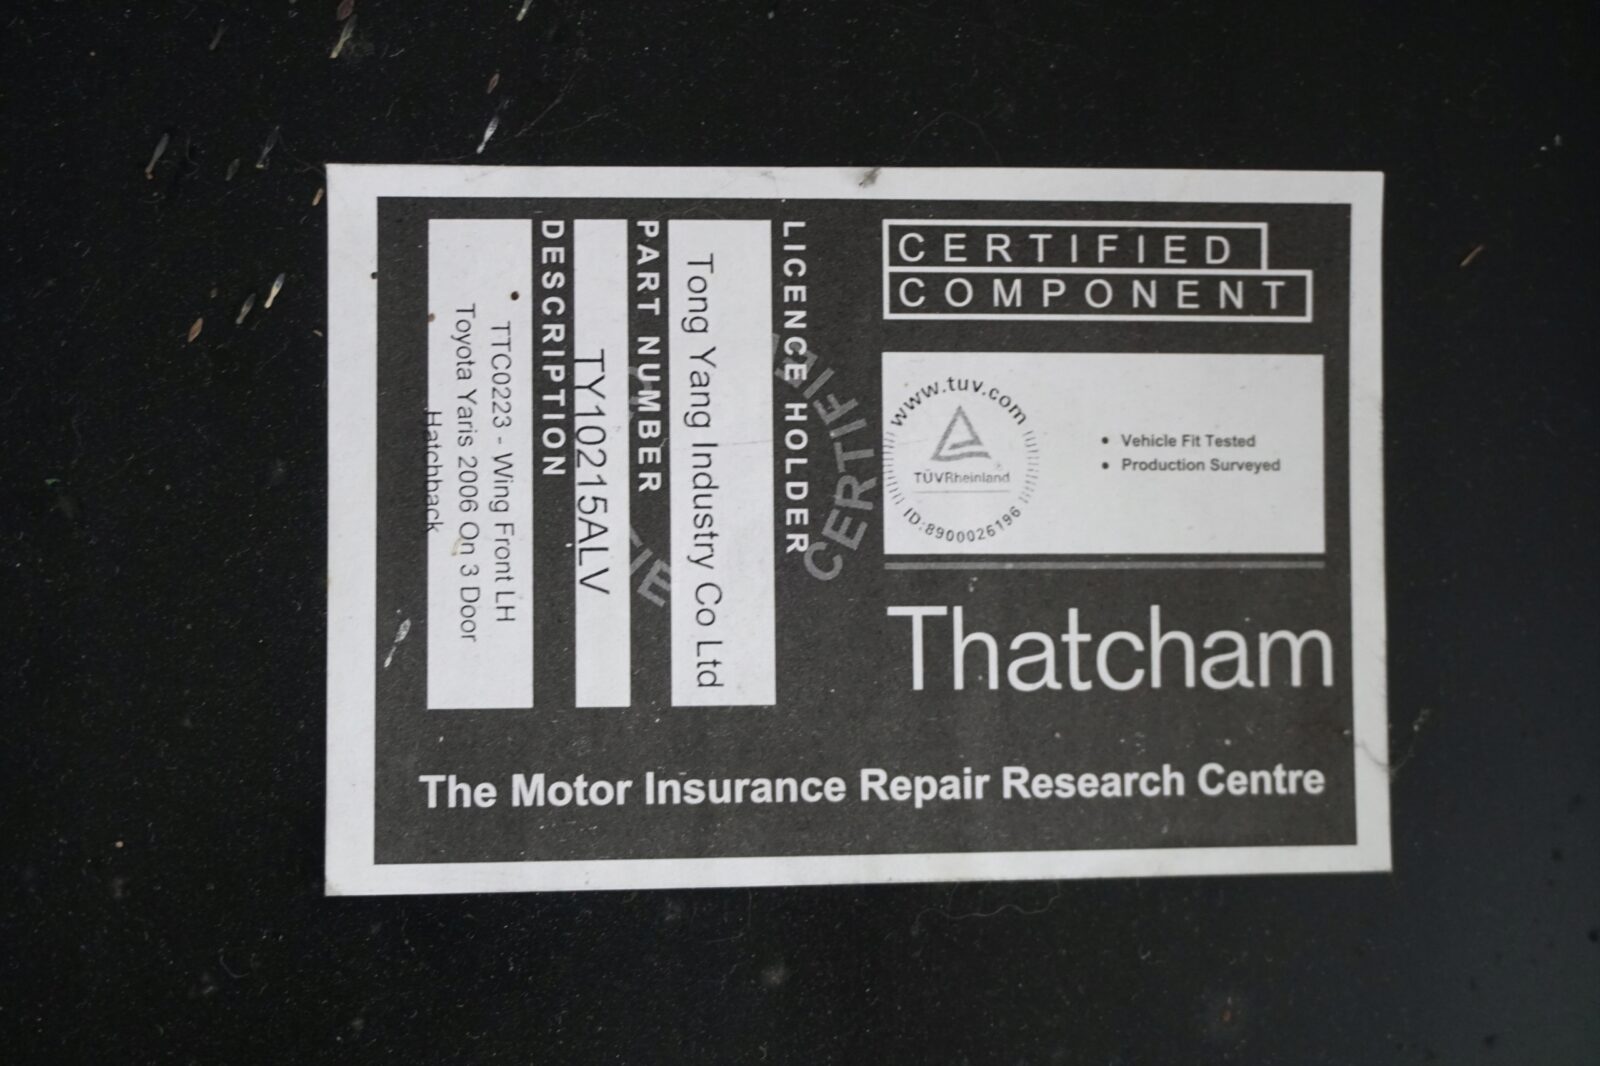 CERTIFIED
COMPONENT
www.tuv.com
TÜVRheinland
®
ID:8900026196
• Vehicle Fit Tested
• Production Surveyed
Thatcham
The Motor Insurance Repair Research Centre
LICENCE HOLDER
Tong Yang Industry Co Ltd
PART NUMBER
TY10215ALV
DESCRIPTION
TTC0223 - Wing Front LH
Toyota Yaris 2006 On 3 Door
Hatchback
CERTIFIED